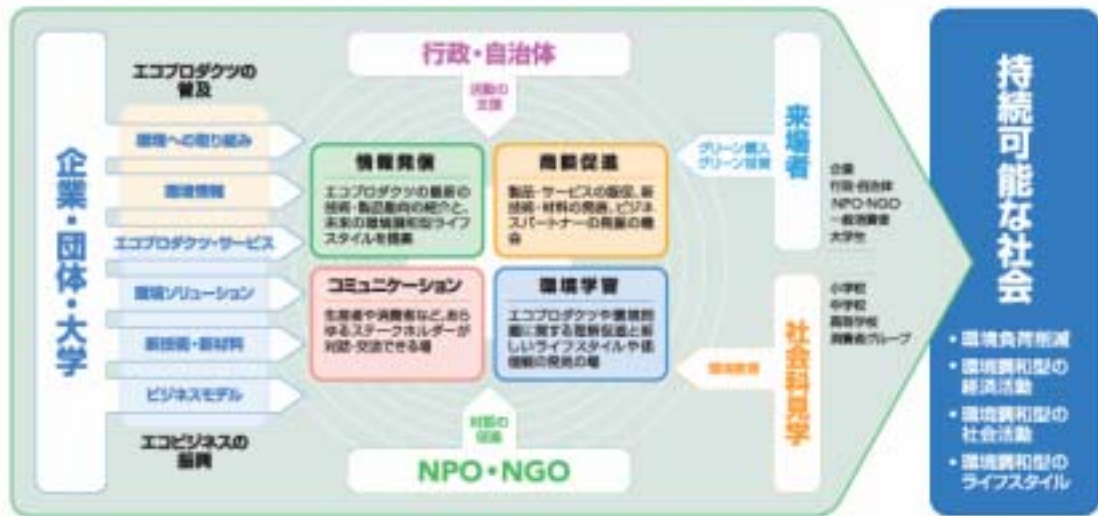 企業・団体・大学
エコプロダクツの
普及
環境への取り組み
環境情報
エコプロダクツ・サービス
環境ソリューション
新技術・新材料
ビジネスモデル
エコビジネスの
振興
行政・自治体
活動の
支援
情報発信
エコプロダクツの最新の
技術・製品動向の紹介と、
未来の環境調和型ライフ
スタイルを提案
商談促進
製品・サービスの販促、新
技術・材料の発掘、ビジネ
スパートナーの発掘の機
会
コミュニケーション
生産者や消費者など、あら
ゆるステークホルダーが
対話・交流できる場
環境学習
エコプロダクツや環境問
題に関する理解促進と新
しいライフスタイルや価
値観の発見の場
対話の
促進
NPO・NGO
来場者
グリーン購入
グリーン投資
企業
行政・自治体
NPO・NGO
一般消費者
大学生
社会科見学
環境教育
小学校
中学校
高等学校
消費者グループ
持続可能な社会
・環境負荷削減
・環境調和型の
経済活動
・環境調和型の
社会活動
・環境調和型の
ライフスタイル